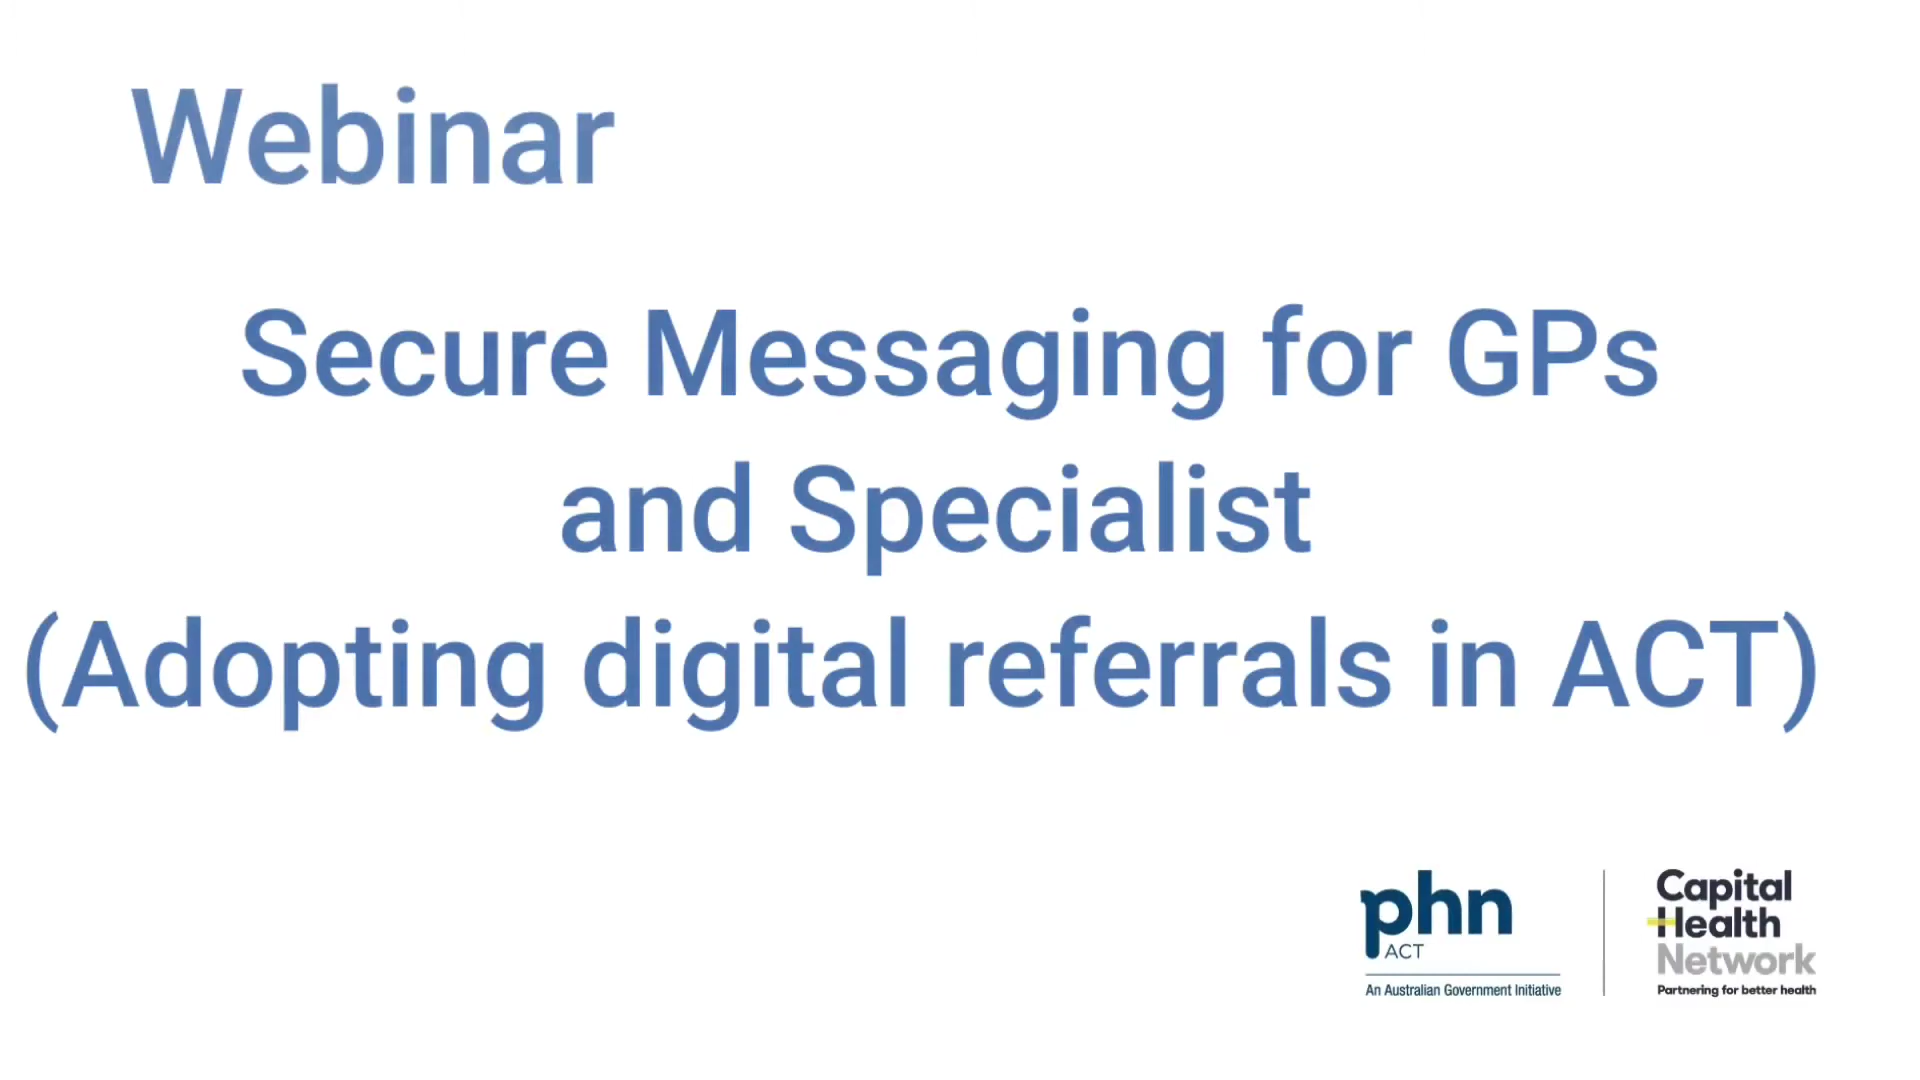 Webinar
Secure Messaging for GPs
and Specialist
(Adopting digital referrals in ACT)
phn
ACT
An Australian Government Initiative
Capital
Health
Network
Partnering for better health